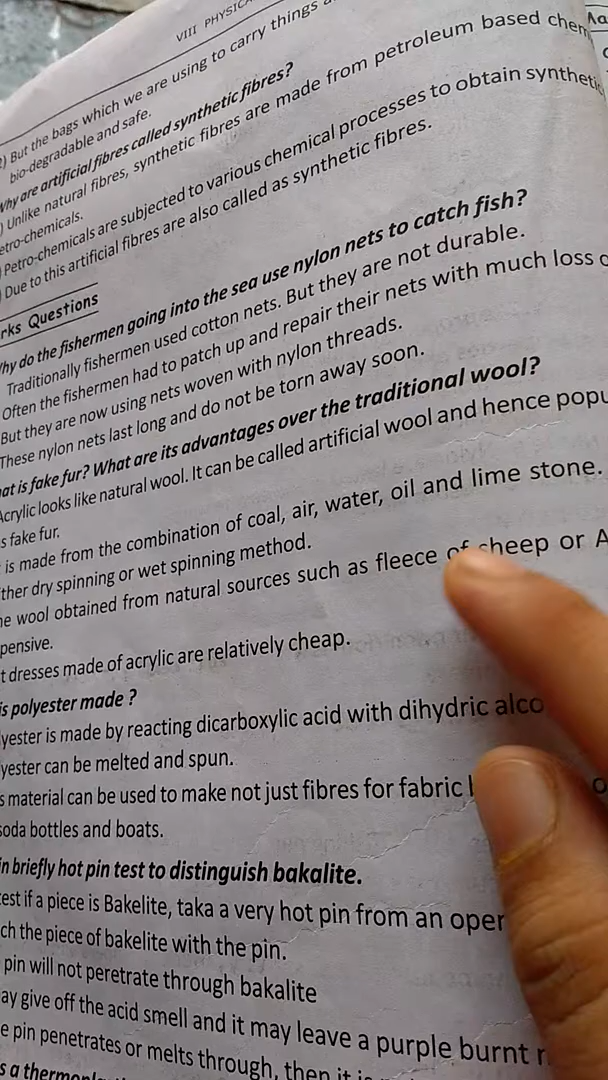 VIII PHYSICA
) But the bags which we are using to carry things
bio-degradable and safe.
Why are artificial fibres called synthetic fibres?
) Unlike natural fibres, synthetic fibres are made from petroleum based chem
etro-chemicals.
Petro-chemicals are subjected to various chemical processes to obtain synthetic
Due to this artificial fibres are also called as synthetic fibres.
rks Questions
hy do the fishermen going into the sea use nylon nets to catch fish?
Traditionally fishermen used cotton nets. But they are not durable.
Often the fishermen had to patch up and repair their nets with much loss o
But they are now using nets woven with nylon threads.
These nylon nets last long and do not be torn away soon.
at is fake fur? What are its advantages over the traditional wool?
Acrylic looks like natural wool. It can be called artificial wool and hence popu
s fake fur.
is made from the combination of coal, air, water, oil and lime stone.
ther dry spinning or wet spinning method.
e wool obtained from natural sources such as fleece of sheep or A
pensive.
t dresses made of acrylic are relatively cheap.
is polyester made ?
yester is made by reacting dicarboxylic acid with dihydric alco
yester can be melted and spun.
s material can be used to make not just fibres for fabric
soda bottles and boats.
in briefly hot pin test to distinguish bakalite.
est if a piece is Bakelite, taka a very hot pin from an oper
ch the piece of bakelite with the pin.
pin will not peretrate through bakalite
ay give off the acid smell and it may leave a purple burnt
e pin penetrates or melts through, then it is
s a thermopl